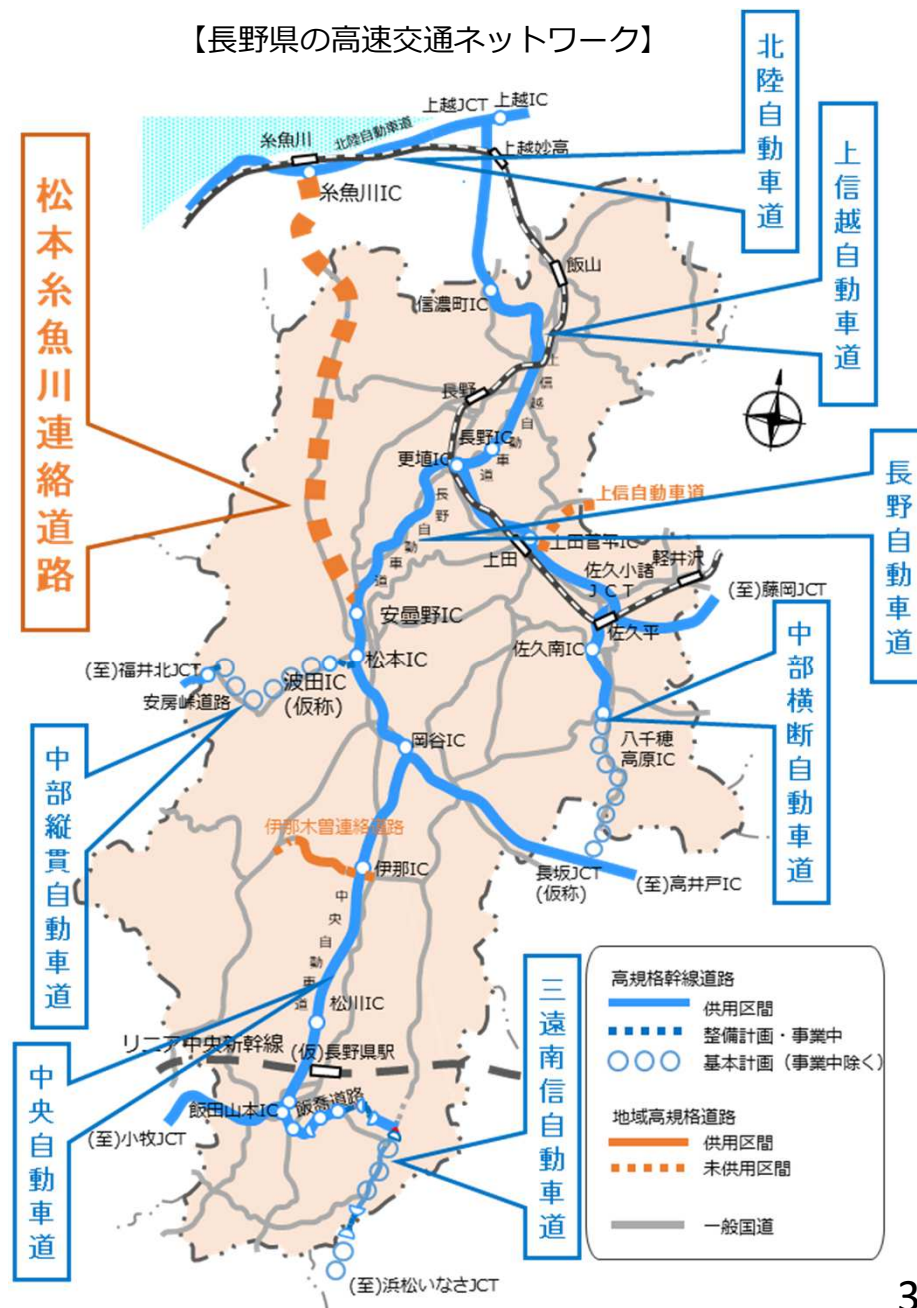 【長野県の高速交通ネットワーク】
北陸自動車道
上越JCT
上越IC
北陸自動車道
糸魚川
上越妙高
糸魚川IC
上信越自動車道
松本糸魚川連絡道路
飯山
信濃町IC
上信越自動車道
長野
長野IC
更埴IC
長野自動車道
長野自動車道
上信自動車道
上田菅平IC
上田
佐久小諸
JCT
軽井沢
(至)藤岡JCT
佐久平
安曇野IC
佐久南IC
中部横断自動車道
松本IC
(至)福井北JCT
波田IC
(仮称)
安房峠道路
岡谷IC
八千穂
高原IC
中部縦貫自動車道
伊那木曽連絡道路
伊那IC
長坂JCT
(仮称)
(至)高井戸IC
中央自動車道
三遠南信自動車道
松川IC
リニア中央新幹線
(仮)長野県駅
中央自動車道
飯田山本IC
飯喬道路
(至)小牧JCT
(至)浜松いなさJCT
高規格幹線道路
供用区間
整備計画・事業中
基本計画（事業中除く）
地域高規格道路
供用区間
未供用区間
一般国道
3